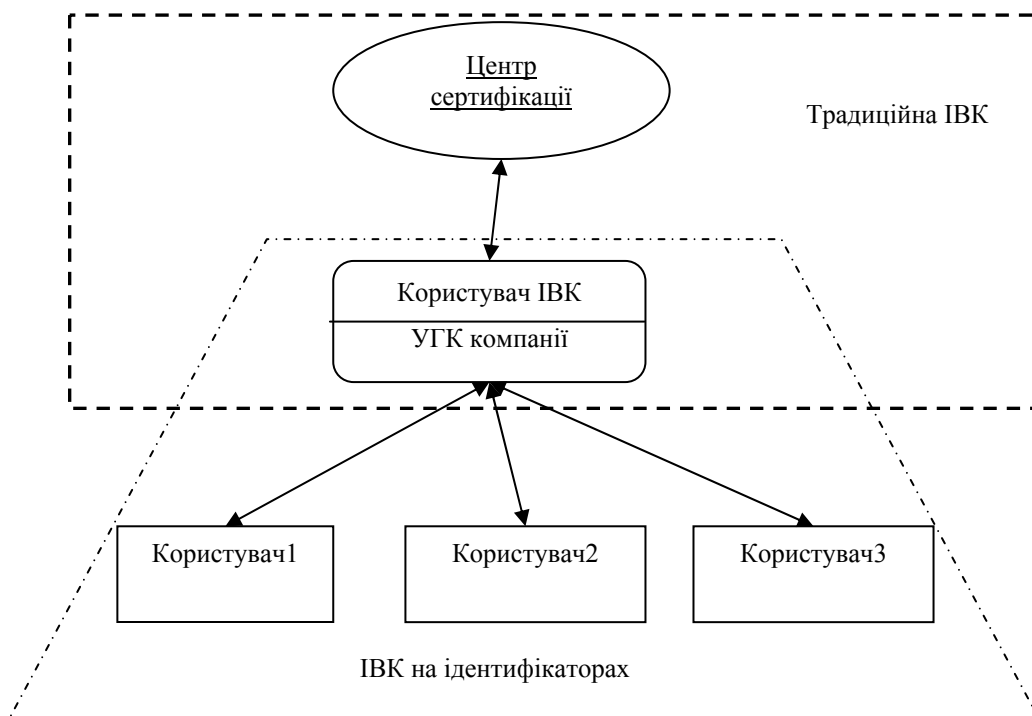 Центр
сертифікації
Традиційна ІВК
Користувач ІВК
УГК компанії
Користувач1
Користувач2
Користувач3
ІВК на ідентифікаторах